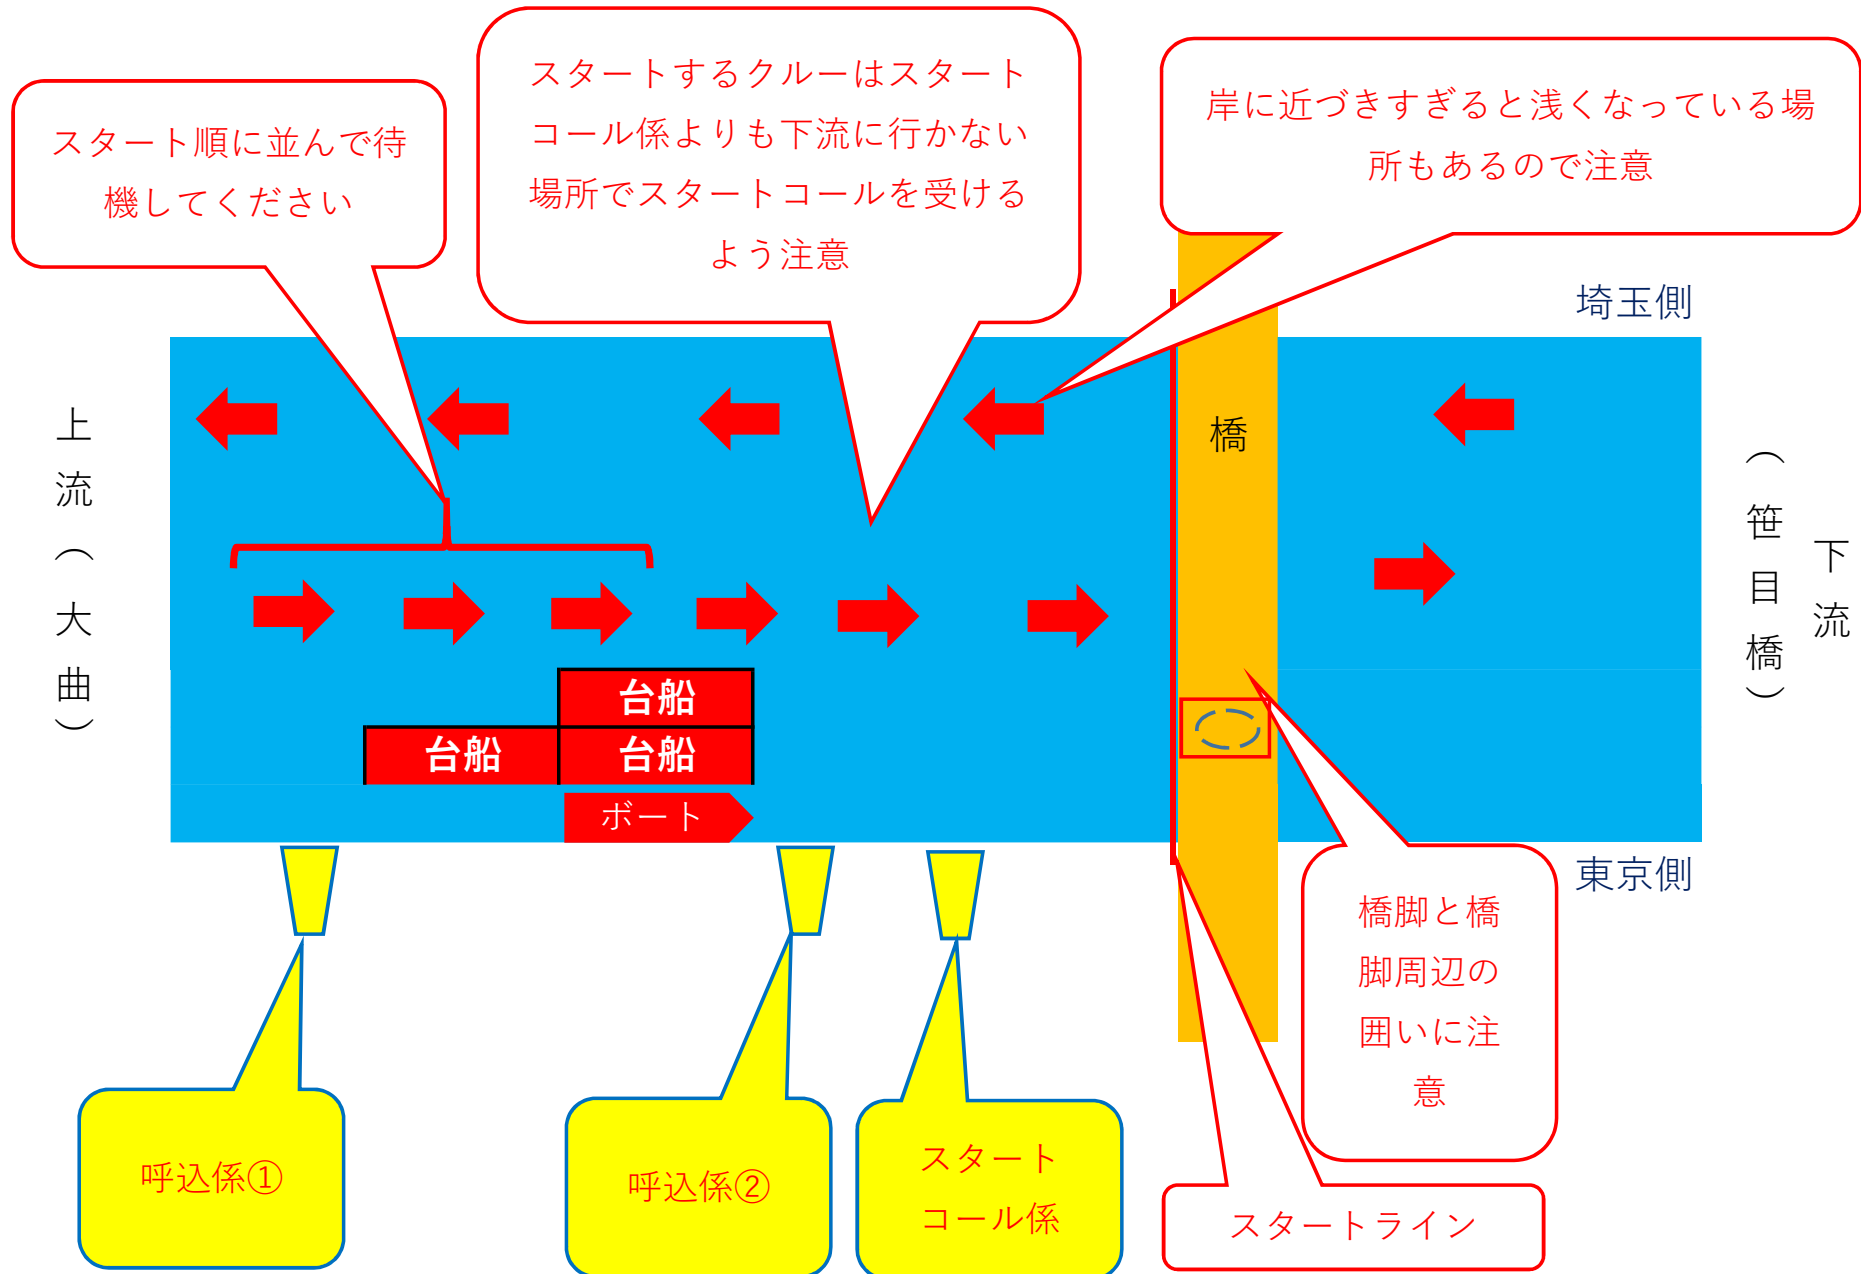 スタート順に並んで待
機してください
スタートするクルーはスタート
コール係よりも下流に行かない
場所でスタートコールを受ける
よう注意
岸に近づきすぎると浅くなっている場
所もあるので注意
埼玉側
上流（大曲）
橋
下流
（笹目橋）
台船
台船
台船
ボート
東京側
橋脚と橋
脚周辺の
囲いに注
意
呼込係①
呼込係②
スタート
コール係
スタートライン